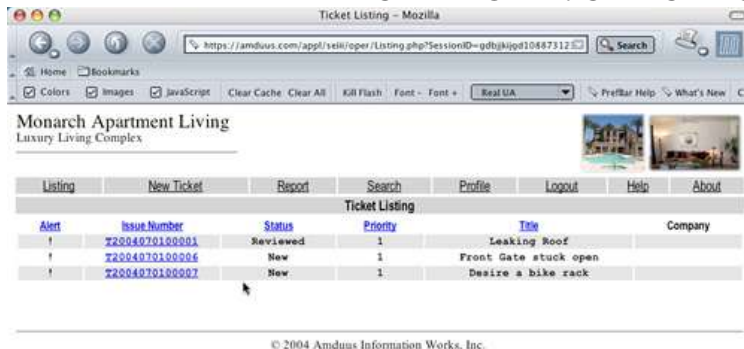 Ticket Listing – Mozilla
https://amduus.com/appl/seiii/oper/Listing.php?SessionID=gdbjjkijgd10887312 Search
Home Bookmarks
Colors Images JavaScript Clear Cache Clear All Kill Flash Font - Font + Real UA PrefBar Help What's New C
Monarch Apartment Living
Luxury Living Complex
Listing New Ticket Report Search Profile Logout Help About
Ticket Listing
Alert Issue Number Status Priority Title Company
! T2004070100001 Reviewed 1 Leaking Roof
! T2004070100006 New 1 Front Gate stuck open
! T2004070100007 New 1 Desire a bike rack
© 2004 Amduus Information Works, Inc.